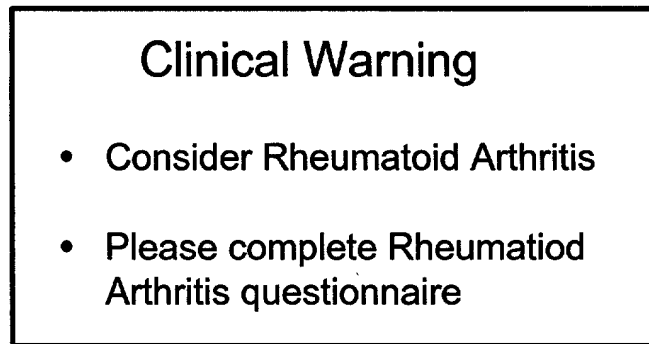 Clinical Warning
• Consider Rheumatoid Arthritis
• Please complete Rheumatiod
Arthritis questionnaire